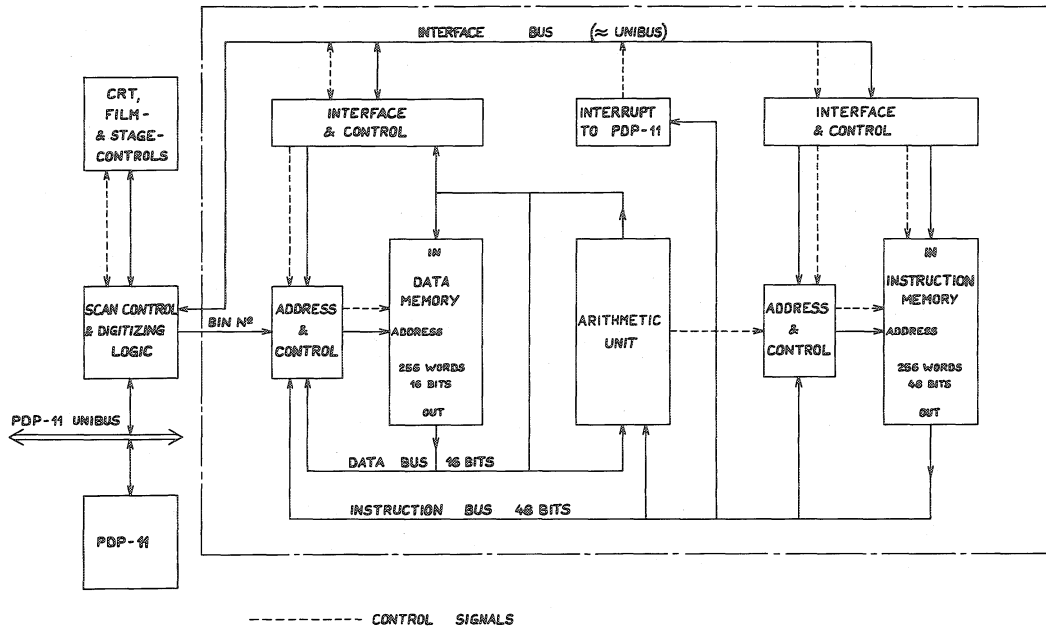 INTERFACE BUS (≈ UNIBUS)
CRT,
FILM-
& STAGE-
CONTROLS
INTERFACE
& CONTROL
INTERRUPT
TO PDP-11
INTERFACE
& CONTROL
SCAN CONTROL
& DIGITIZING
LOGIC
BIN Nº
ADDRESS
&
CONTROL
IN
DATA
MEMORY
ADDRESS
256 WORDS
16 BITS
OUT
ARITHMETIC
UNIT
ADDRESS
&
CONTROL
IN
INSTRUCTION
MEMORY
ADDRESS
256 WORDS
48 BITS
OUT
PDP-11 UNIBUS
DATA BUS 16 BITS
INSTRUCTION BUS 48 BITS
PDP-11
CONTROL SIGNALS